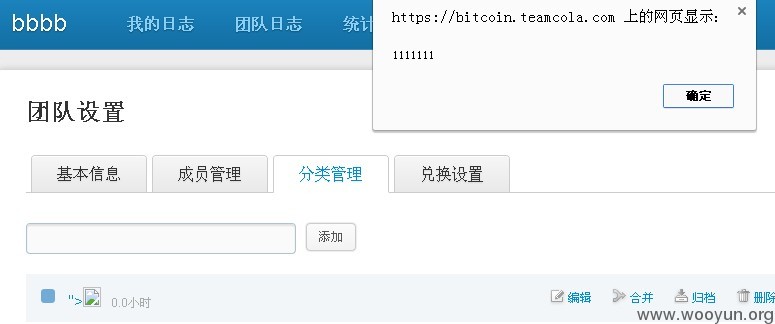 bbbb 我的日志 团队日志 统计
https://bitcoin.teamcola.com 上的网页显示：
1111111
确定
团队设置
基本信息 成员管理 分类管理 兑换设置
添加
"> 0.0小时 编辑 合并 归档 删除
www.wooyun.org